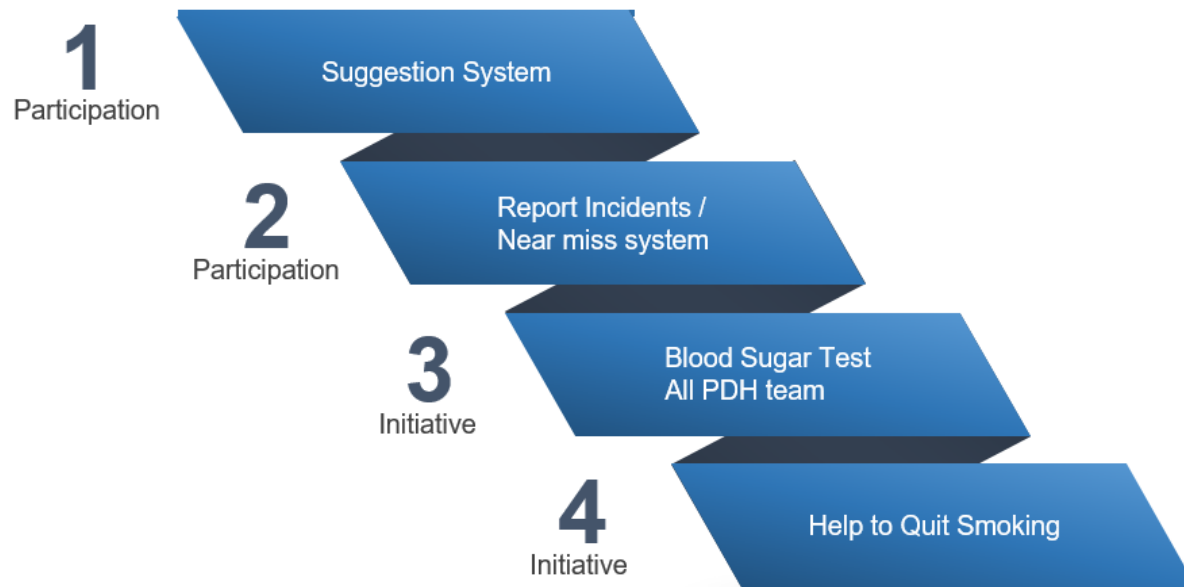 1
Participation
Suggestion System
2
Participation
Report Incidents /
Near miss system
3
Initiative
Blood Sugar Test
All PDH team
4
Initiative
Help to Quit Smoking